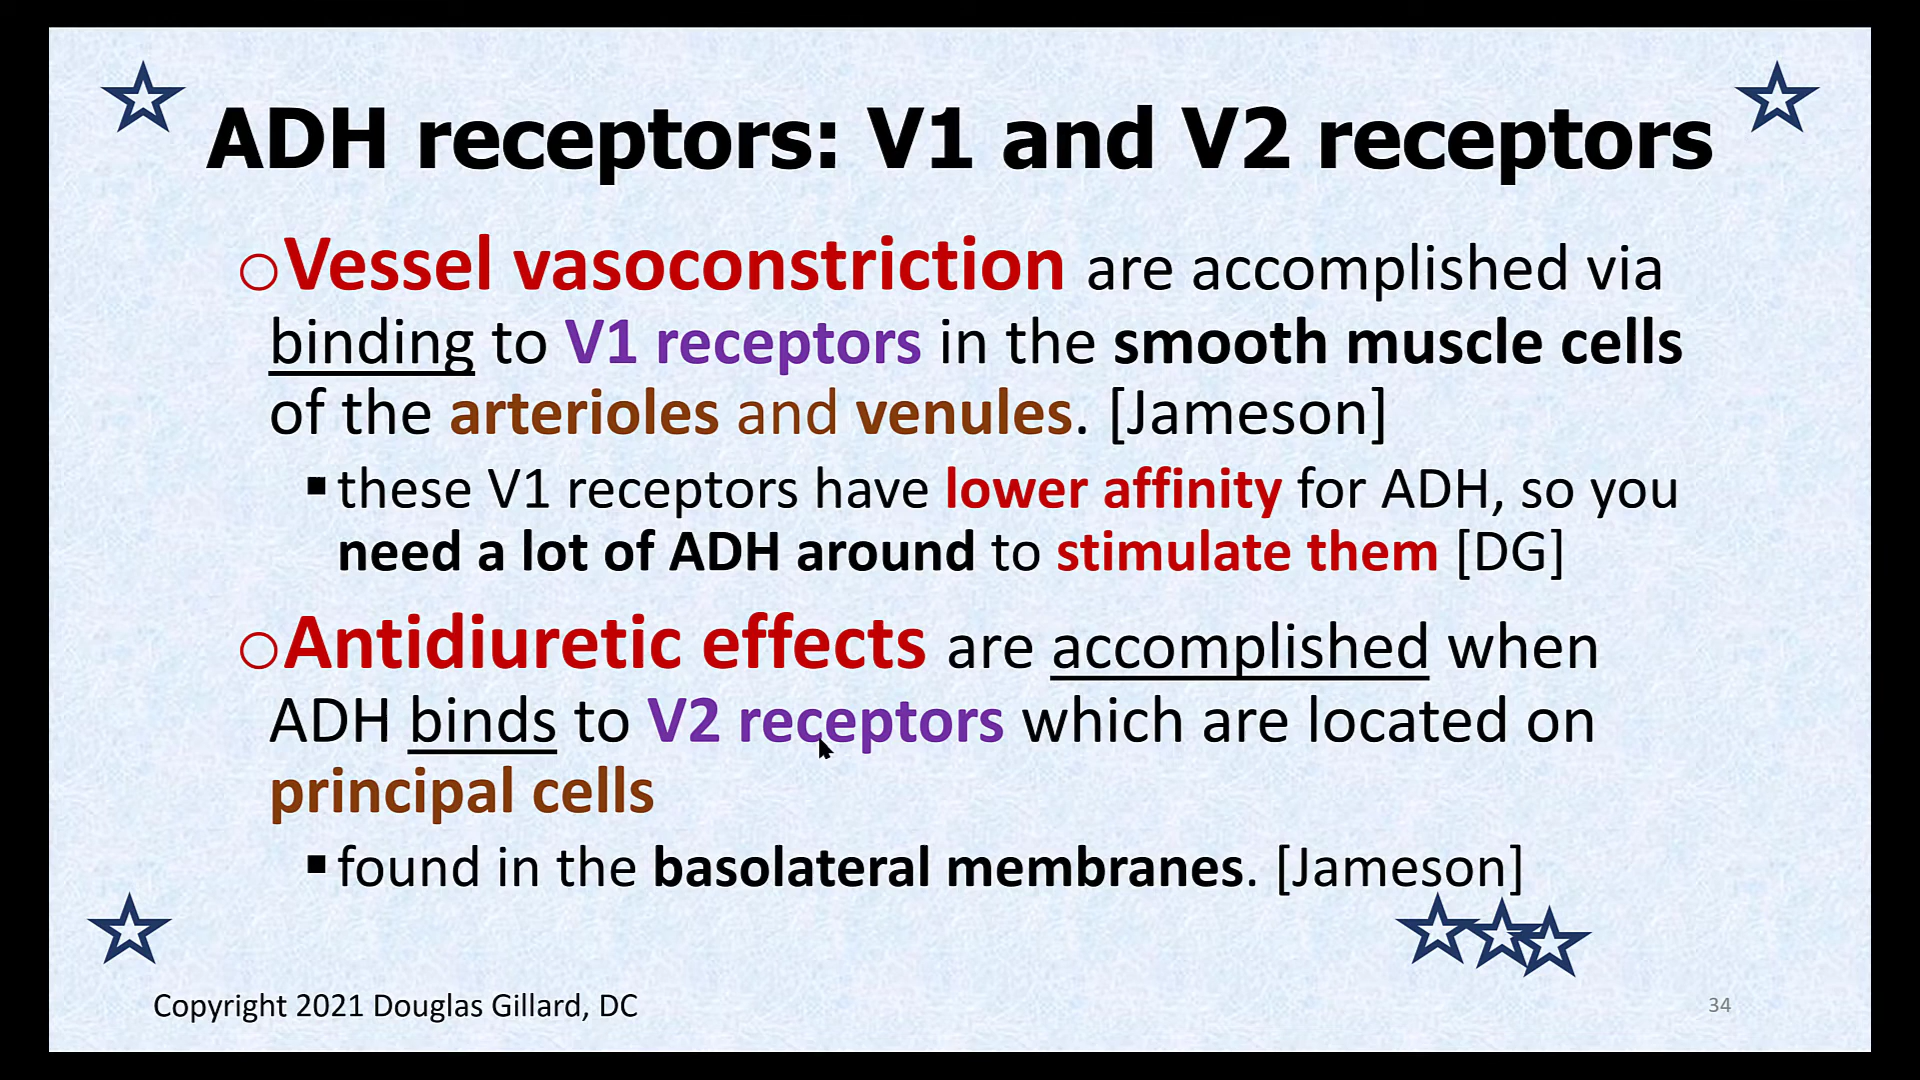 ADH receptors: V1 and V2 receptors
oVessel vasoconstriction are accomplished via
binding to V1 receptors in the smooth muscle cells
of the arterioles and venules. [Jameson]
▪these V1 receptors have lower affinity for ADH, so you
need a lot of ADH around to stimulate them [DG]
oAntidiuretic effects are accomplished when
ADH binds to V2 receptors which are located on
principal cells
▪found in the basolateral membranes. [Jameson]
Copyright 2021 Douglas Gillard, DC
34